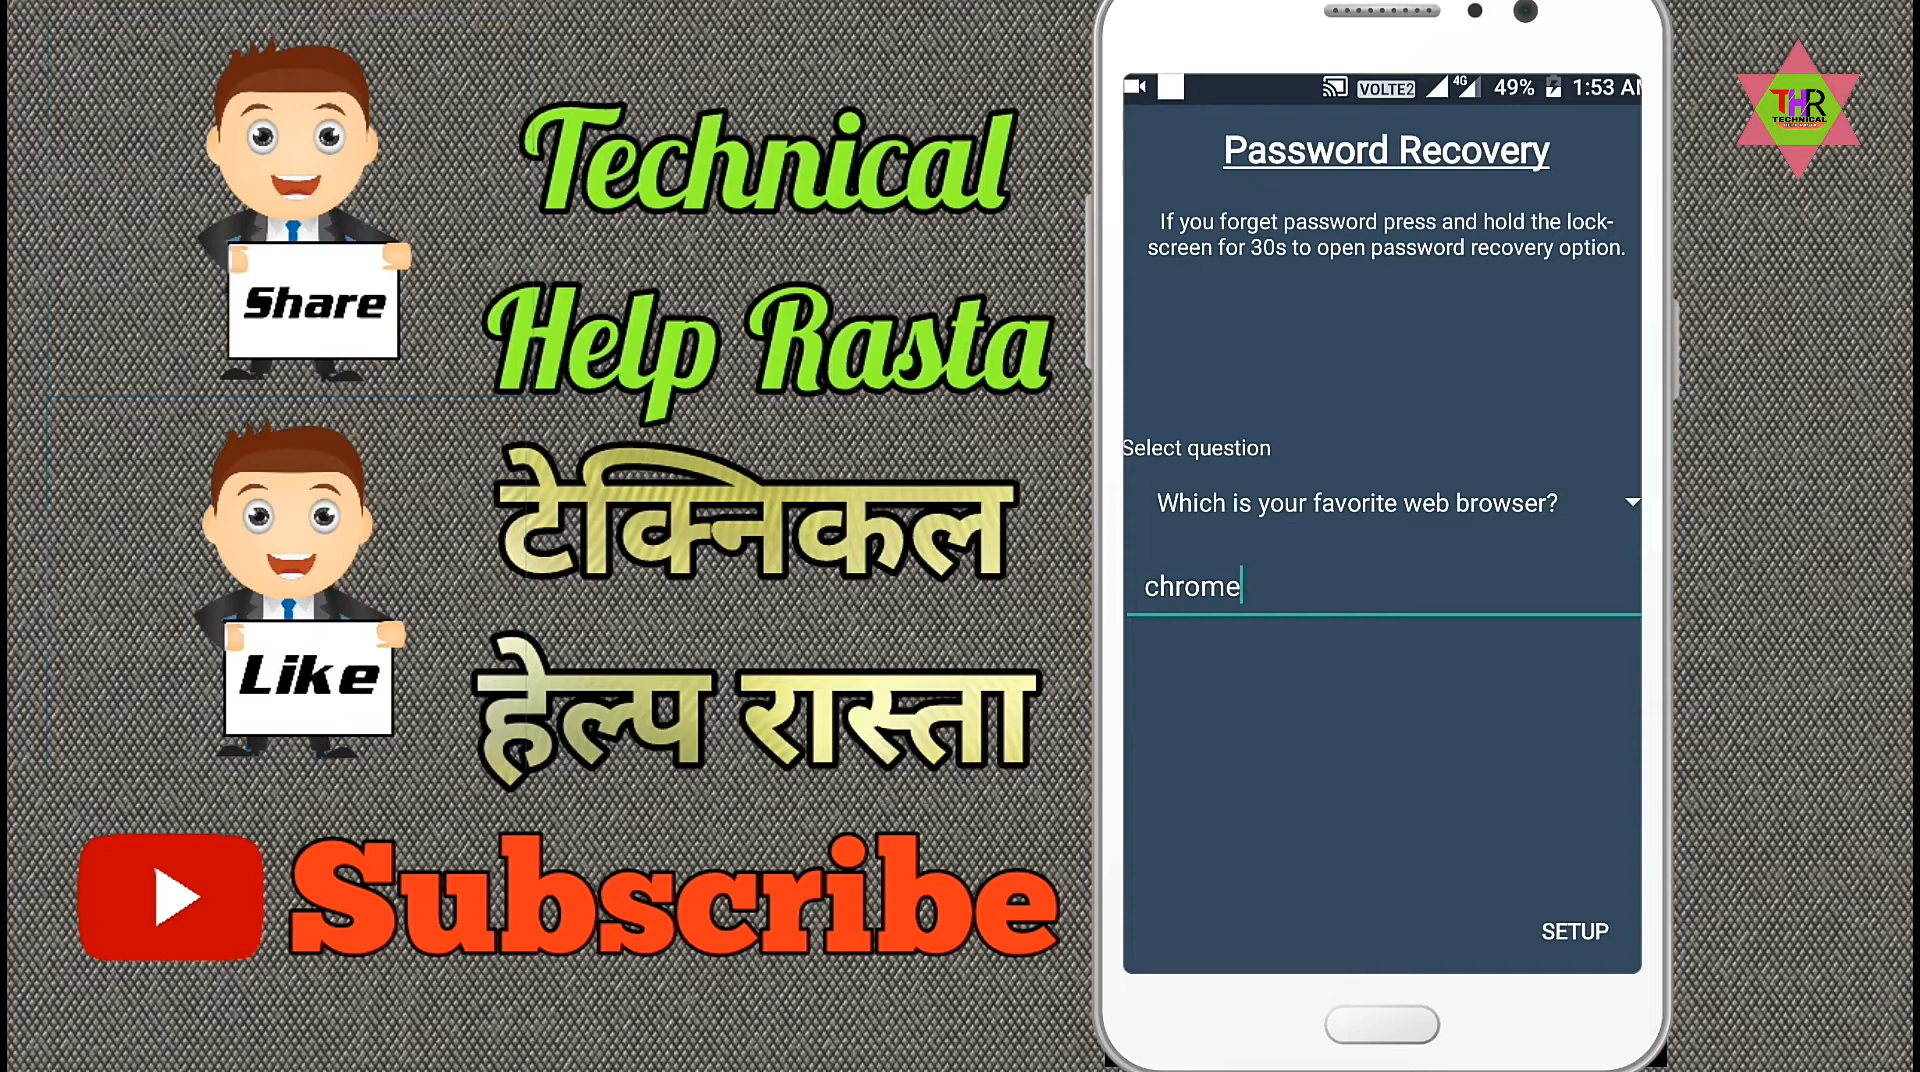 Technical
Help Rasta
टेक्निकल
हेल्प रास्ता
Share
Like
Subscribe
VOLTE2 4G 49% 1:53 AM
Password Recovery
If you forget password press and hold the lock-
screen for 30s to open password recovery option.
Select question
Which is your favorite web browser?
chrome
SETUP
THR
TECHNICAL